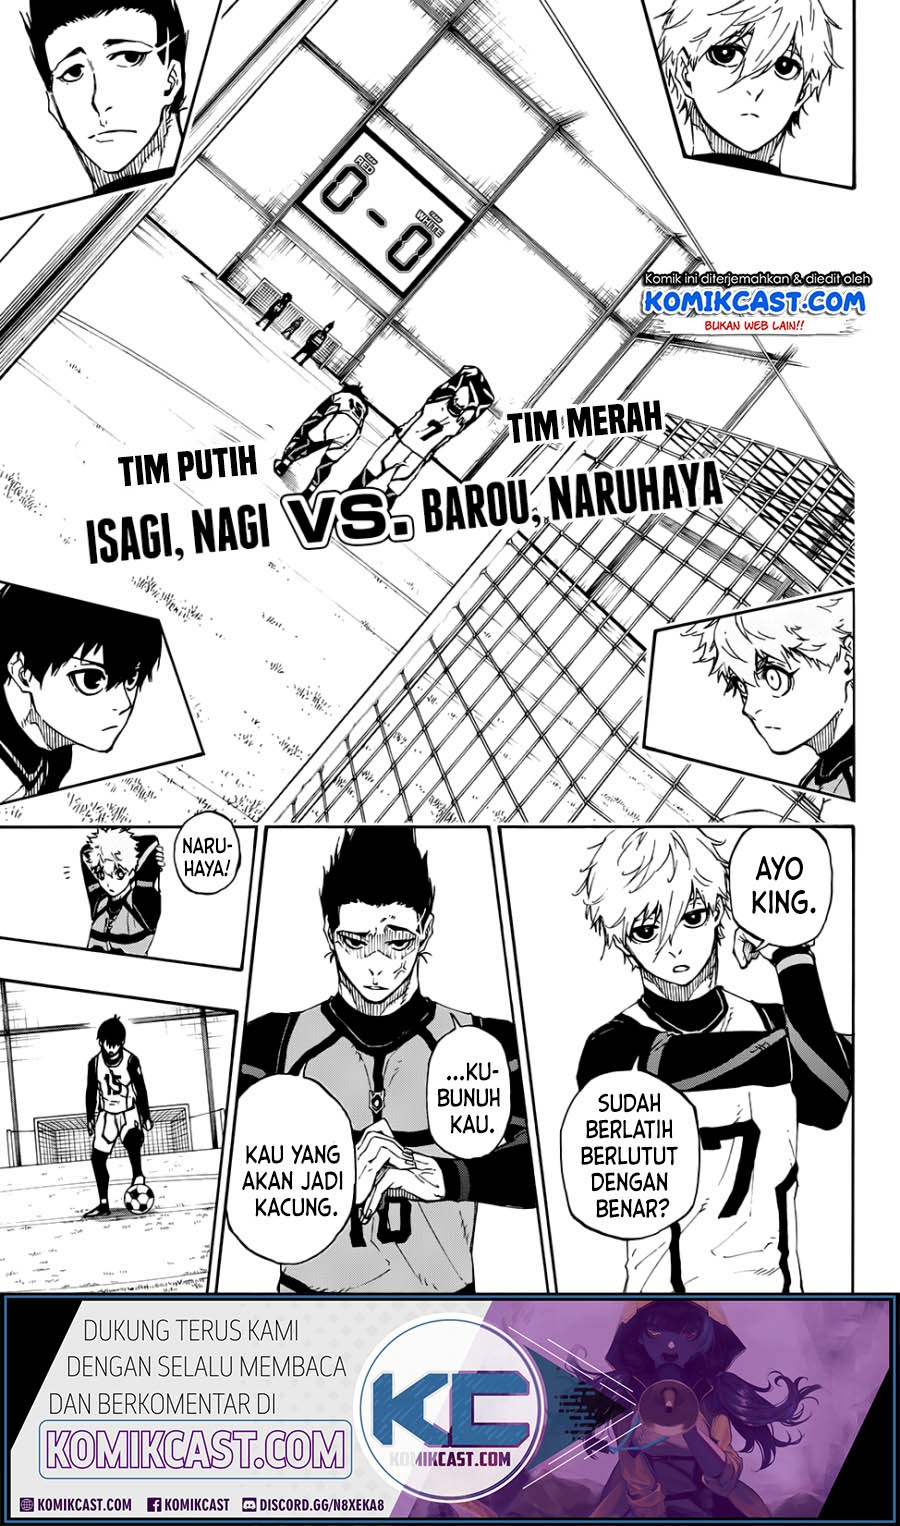 RED
0 - 0
WHITE
Komik ini diterjemahkan & diedit oleh
KOMIKCAST.COM
BUKAN WEB LAIN!!
TIM PUTIH
ISAGI, NAGI
VS.
TIM MERAH
BAROU, NARUHAYA
7
AYO
KING.
SUDAH
BERLATIH
BERLUTUT
DENGAN
BENAR?
7
...KU-
BUNUH
KAU.
KAU YANG
AKAN JADI
KACUNG.
NARU-
HAYA!
15
DUKUNG TERUS KAMI
DENGAN SELALU MEMBACA
DAN BERKOMENTAR DI
KOMIKCAST.COM
KC
KOMIKCAST.COM
KOMIKCAST.COM
KOMIKCAST
DISCORD.GG/N8XEKA8